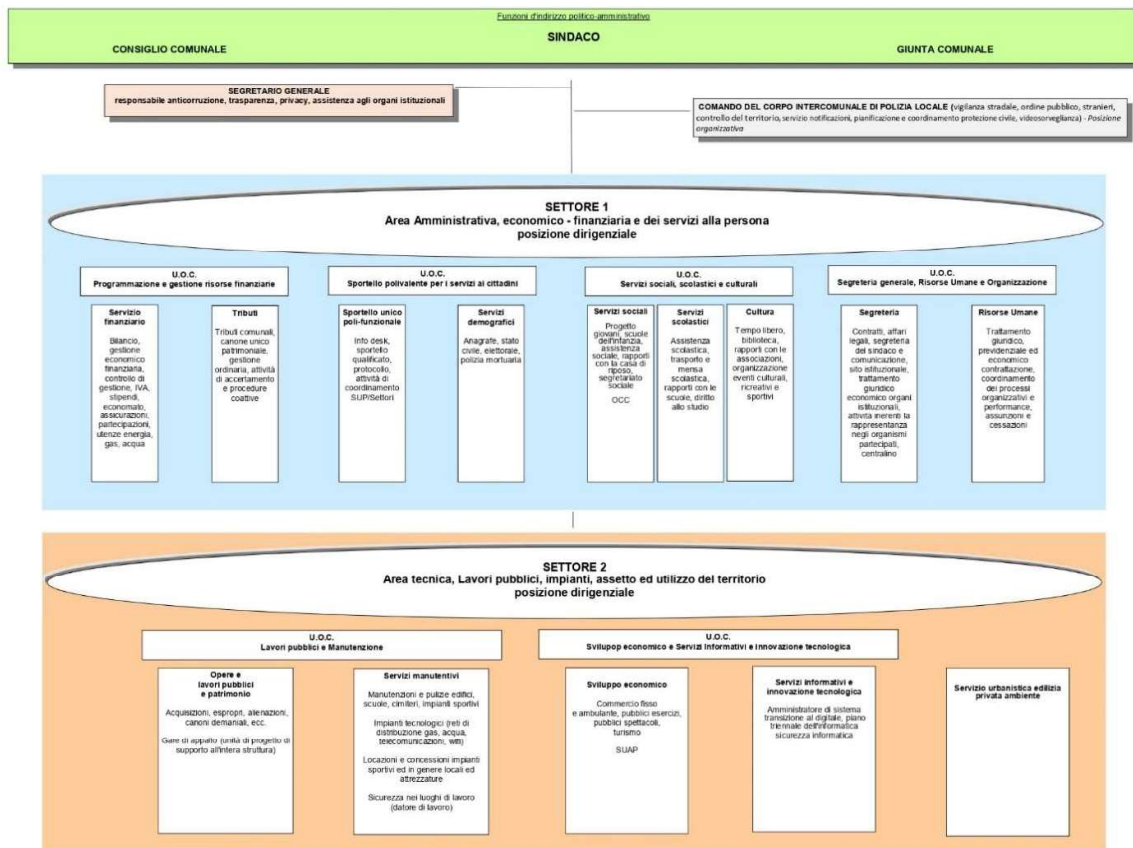 Funzioni d'indirizzo politico-amministrativo
SINDACO
CONSIGLIO COMUNALE
GIUNTA COMUNALE
SEGRETARIO GENERALE
responsabile anticorruzione, trasparenza, privacy, assistenza agli organi istituzionali
COMANDO DEL CORPO INTERCOMUNALE DI POLIZIA LOCALE (vigilanza stradale, ordine pubblico, stranieri,
controllo del territorio, servizio notificazioni, pianificazione e coordinamento protezione civile, videosorveglianza) - Posizione
organizzativa
SETTORE 1
Area Amministrativa, economico - finanziaria e dei servizi alla persona
posizione dirigenziale
U.O.C.
Programmazione e gestione risorse finanziarie
Servizio
finanziario
Bilancio,
gestione
economico
finanziaria,
controllo di
gestione, IVA,
stipendi,
economato,
assicurazioni,
partecipazioni,
utenze energia,
gas, acqua
Tributi
Tributi comunali,
canone unico
patrimoniale,
gestione
ordinaria, attività
di accertamento
e procedure
coattive
U.O.C.
Sportello polivalente per i servizi ai cittadini
Sportello unico
poli-funzionale
Info desk,
sportello
qualificato,
protocollo,
attività di
coordinamento
SUP/Settori
Servizi
demografici
Anagrafe, stato
civile, elettorale,
polizia mortuaria
U.O.C.
Servizi sociali, scolastici e culturali
Servizi sociali
Progetto
giovani, scuole
dell'infanzia,
assistenza
sociale, rapporti
con la casa di
riposo,
segretariato
sociale
OCC
Servizi
scolastici
Assistenza
scolastica,
trasporto e
mensa
scolastica,
rapporti con le
scuole, diritto
allo studio
Cultura
Tempo libero,
biblioteca,
rapporti con le
associazioni,
organizzazione
eventi culturali,
ricreativi e
sportivi
U.O.C.
Segreteria generale, Risorse Umane e Organizzazione
Segreteria
Contratti, affari
legali, segreteria
del sindaco e
comunicazione,
sito istituzionale,
trattamento
giuridico
economico organi
istituzionali,
attività inerenti la
rappresentanza
negli organismi
partecipati,
centralino
Risorse Umane
Trattamento
giuridico,
previdenziale ed
economico
contrattazione,
coordinamento
dei processi
organizzativi e
performance,
assunzioni e
cessazioni
SETTORE 2
Area tecnica, Lavori pubblici, impianti, assetto ed utilizzo del territorio
posizione dirigenziale
U.O.C.
Lavori pubblici e Manutenzione
Opere e
lavori pubblici
e patrimonio
Acquisizioni, espropri, alienazioni,
canoni demaniali, ecc.
Gare di appalto (unità di progetto di
supporto all'intera struttura)
Servizi manutentivi
Manutenzioni e pulizie edifici,
scuole, cimiteri, impianti sportivi
Impianti tecnologici (reti di
distribuzione gas, acqua,
telecomunicazioni, wifi)
Locazioni e concessioni impianti
sportivi ed in genere locali ed
attrezzature
Sicurezza nei luoghi di lavoro
(datore di lavoro)
U.O.C.
Svilupop economico e Servizi Informativi e Innovazione tecnologica
Sviluppo economico
Commercio fisso
e ambulante, pubblici esercizi,
pubblici spettacoli,
turismo
SUAP
Servizi informativi e
innovazione tecnologica
Amministratore di sistema
transizione al digitale, piano
triennale dell'informatica
sicurezza informatica
Servizio urbanistica edilizia
privata ambiente